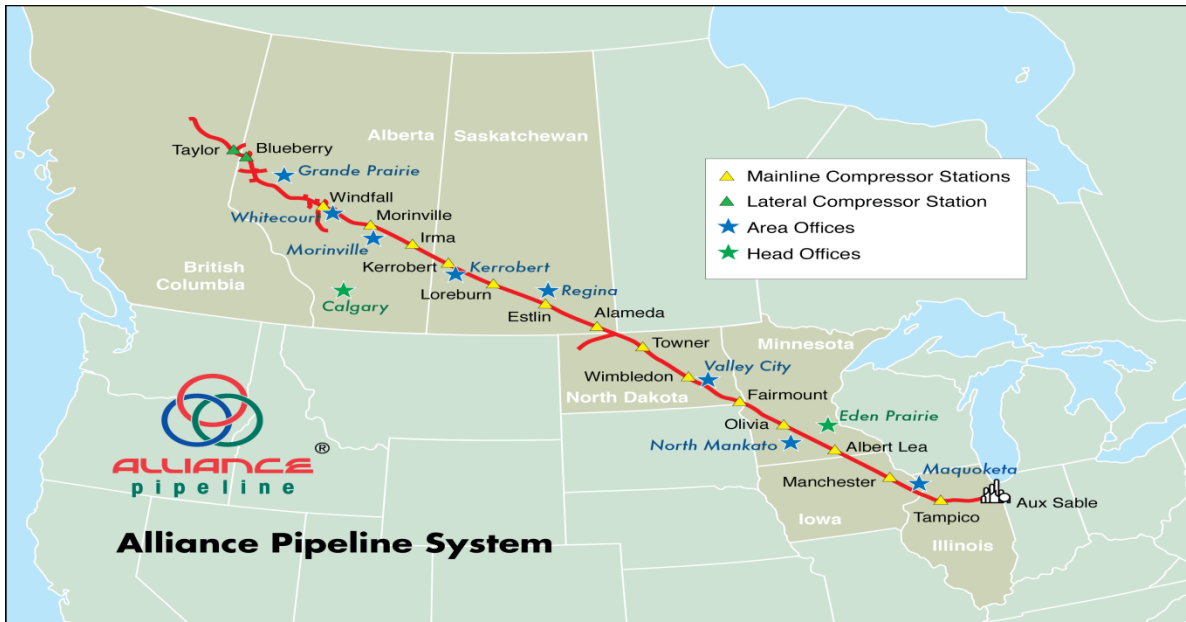 Alberta
Saskatchewan
Taylor
Blueberry
Grande Prairie
Windfall
Whitecourt
Morinville
Morinville
Irma
British
Columbia
Kerrobert
Kerrobert
Calgary
Loreburn
Regina
Estlin
Alameda
Mainline Compressor Stations
Lateral Compressor Station
Area Offices
Head Offices
Towner
Minnesota
Wimbledon
Valley City
North Dakota
Fairmount
Olivia
Eden Prairie
North Mankato
Albert Lea
Manchester
Maquoketa
Aux Sable
Tampico
Iowa
Illinois
ALLIANCE ®
pipeline
Alliance Pipeline System